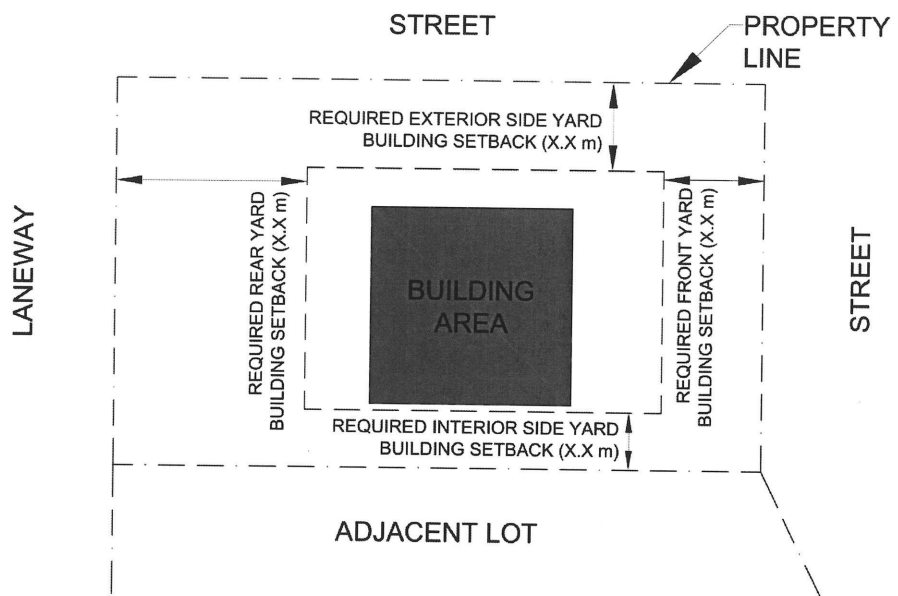 STREET
PROPERTY
LINE
REQUIRED EXTERIOR SIDE YARD
BUILDING SETBACK (X.X m)
LANEWAY
REQUIRED REAR YARD
BUILDING SETBACK (X.X m)
BUILDING
AREA
REQUIRED FRONT YARD
BUILDING SETBACK (X.X m)
STREET
REQUIRED INTERIOR SIDE YARD
BUILDING SETBACK (X.X m)
ADJACENT LOT